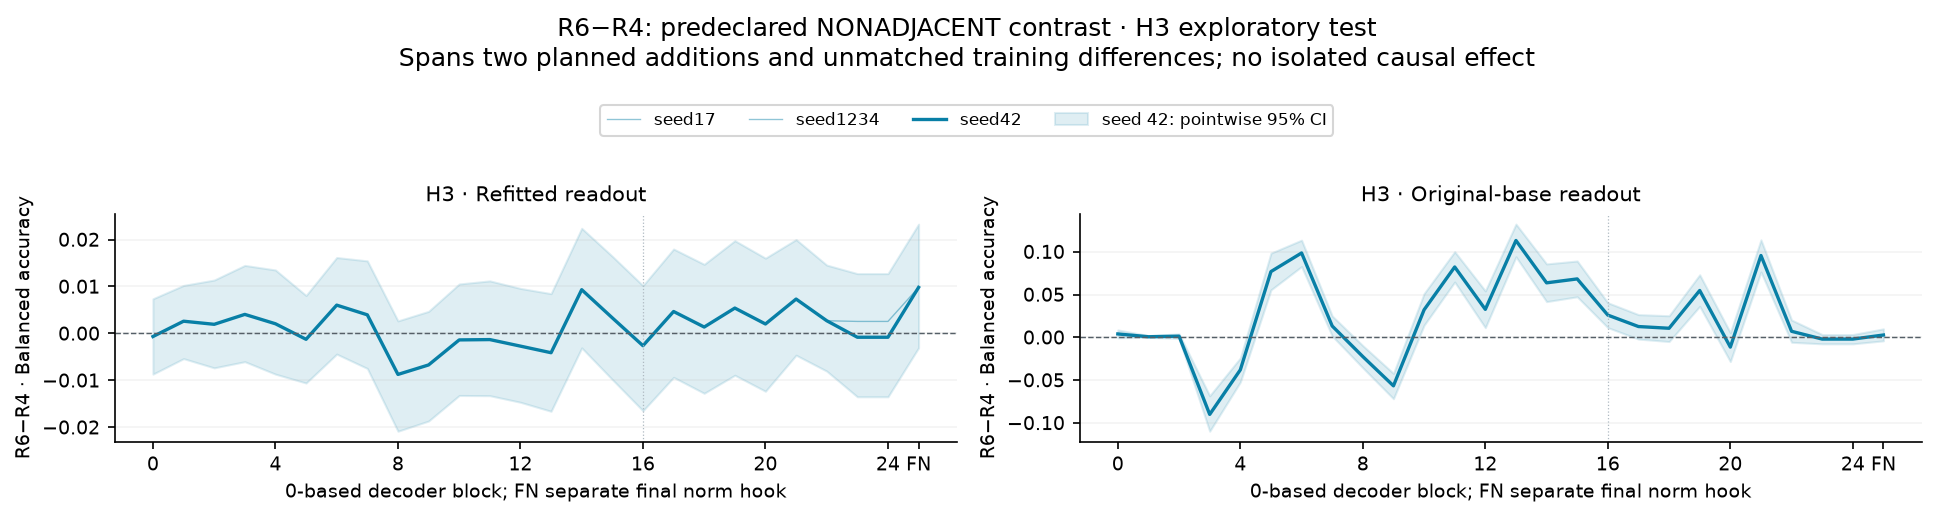 R6−R4: predeclared NONADJACENT contrast · H3 exploratory test
Spans two planned additions and unmatched training differences; no isolated causal effect
seed17
seed1234
seed42
seed 42: pointwise 95% CI
H3 · Refitted readout
R6−R4 · Balanced accuracy
0.02
0.01
0.00
−0.01
−0.02
0 4 8 12 16 20 24 FN
0-based decoder block; FN separate final norm hook
H3 · Original-base readout
R6−R4 · Balanced accuracy
0.10
0.05
0.00
−0.05
−0.10
0 4 8 12 16 20 24 FN
0-based decoder block; FN separate final norm hook